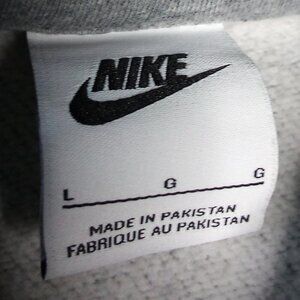 NIKE
L G G
MADE IN PAKISTAN
FABRIQUE AU PAKISTAN